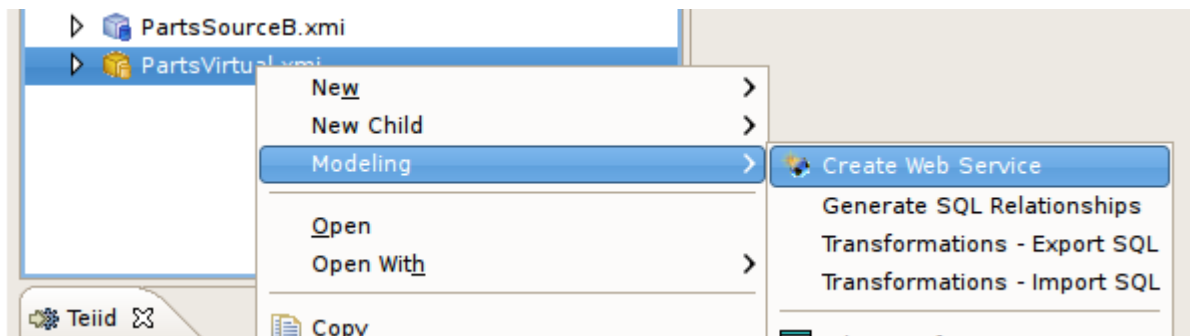 PartsSourceB.xmi
PartsVirtual.xmi
New
New Child
Modeling
Create Web Service
Generate SQL Relationships
Open
Transformations - Export SQL
Open With
Transformations - Import SQL
Teiid
Copy